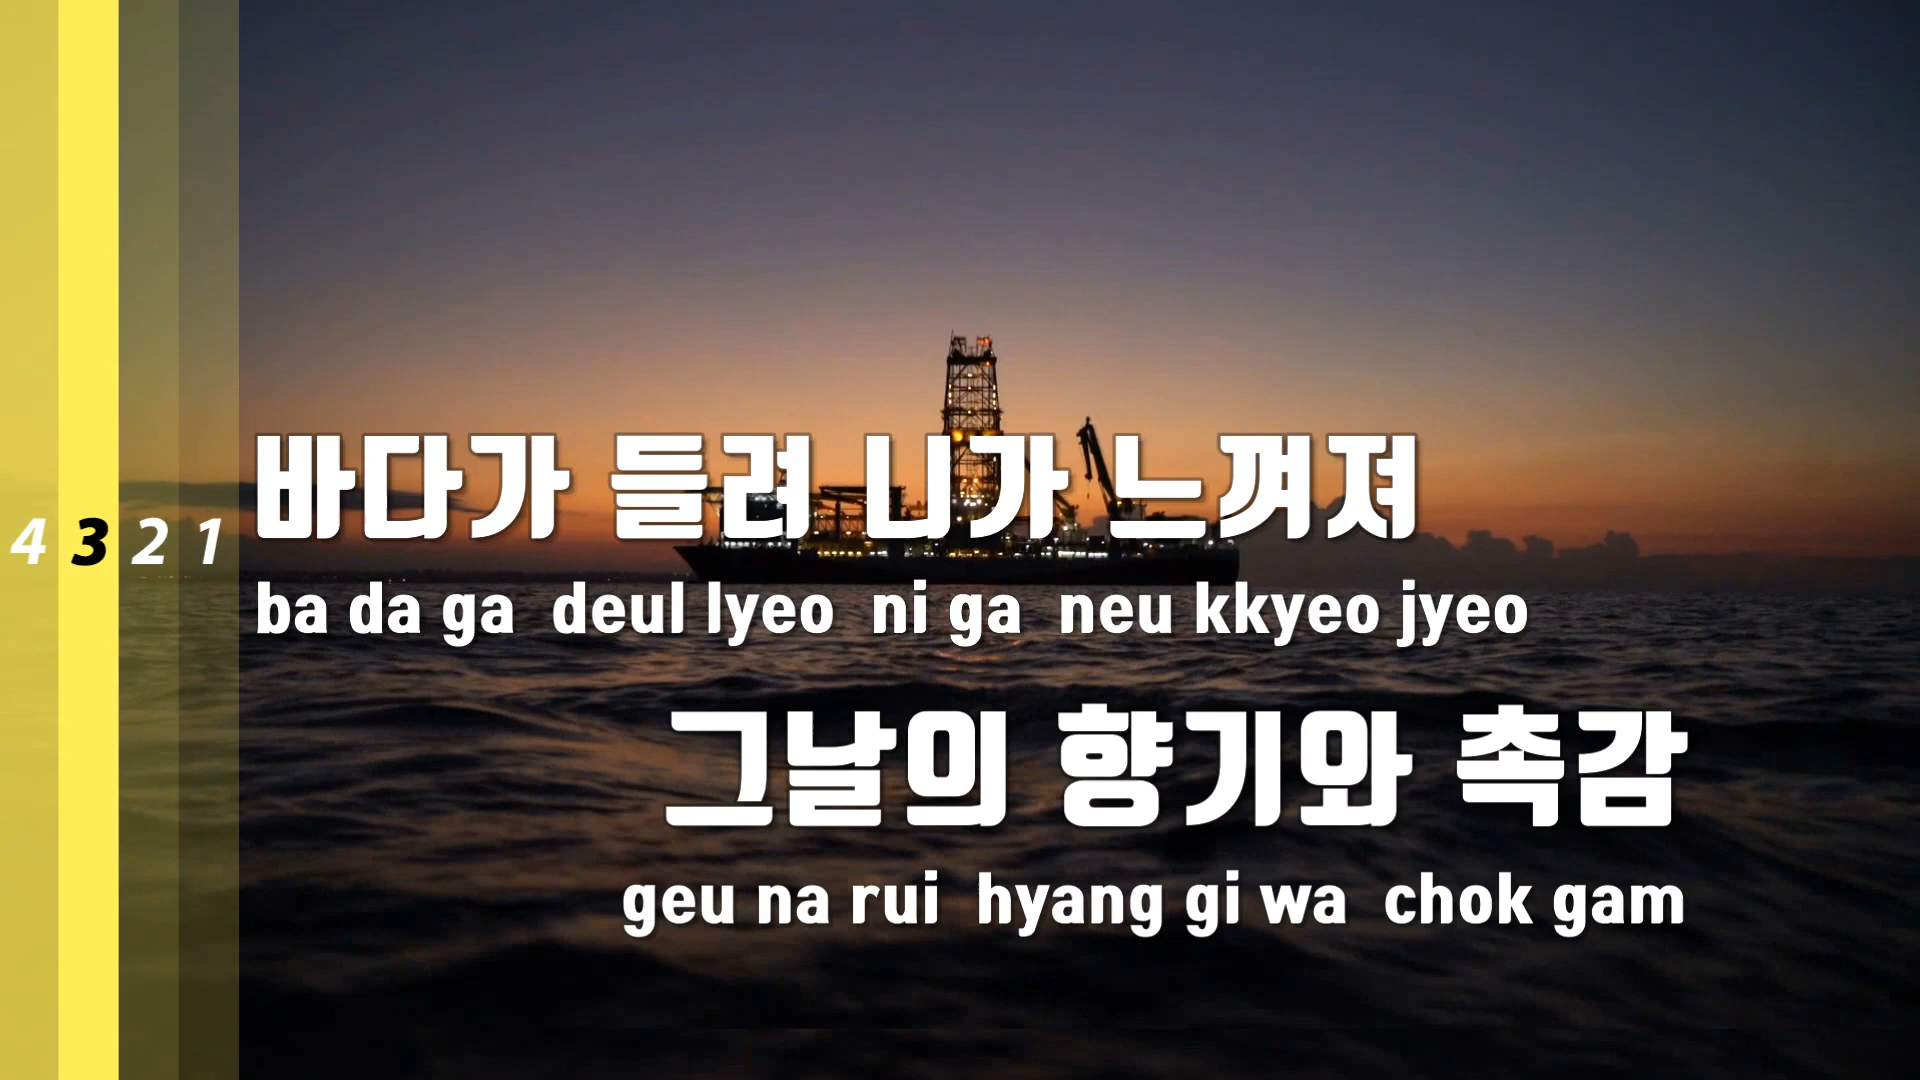 4 3 2 1
바다가 들려 니가 느껴져
ba da ga deul lyeo ni ga neu kkyeo jyeo
그날의 향기와 촉감
geu na rui hyang gi wa chok gam